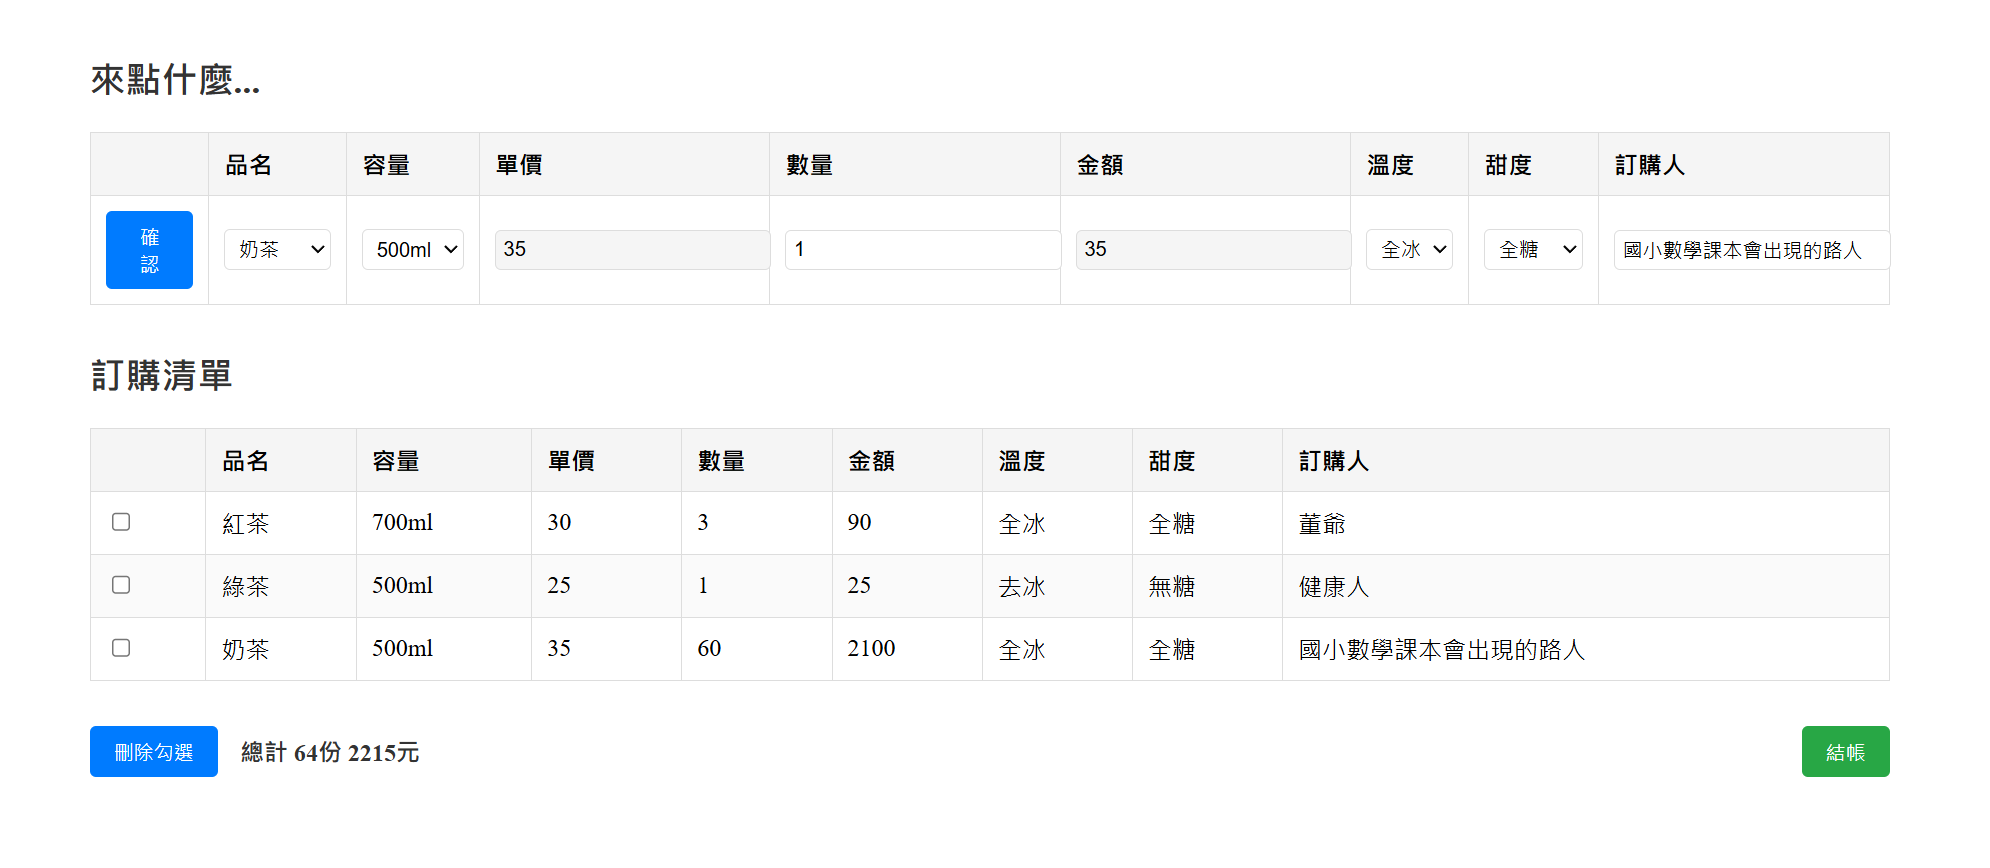 來點什麼...
品名 容量 單價 數量 金額 溫度 甜度 訂購人
確認 奶茶 500ml 35 1 35 全冰 全糖 國小數學課本會出現的路人
訂購清單
品名 容量 單價 數量 金額 溫度 甜度 訂購人
紅茶 700ml 30 3 90 全冰 全糖 董爺
綠茶 500ml 25 1 25 去冰 無糖 健康人
奶茶 500ml 35 60 2100 全冰 全糖 國小數學課本會出現的路人
刪除勾選 總計 64份 2215元 結帳